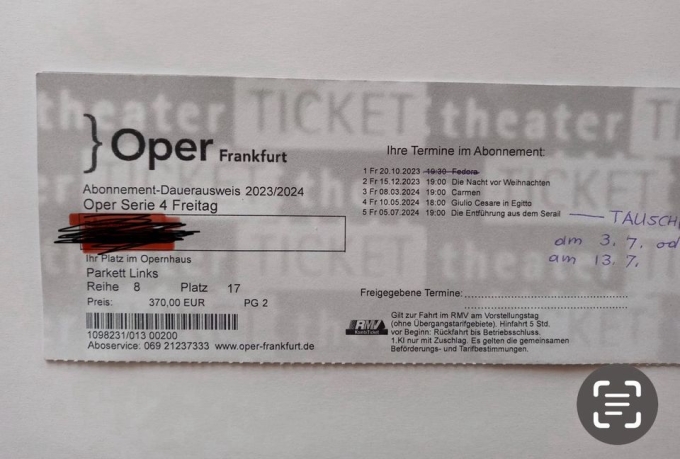 theater TICKET theater T
} Oper Frankfurt
Abonnement-Dauerausweis 2023/2024
Oper Serie 4 Freitag
Ihr Platz im Opernhaus
Parkett Links
Reihe 8 Platz 17
Preis: 370,00 EUR PG 2
1098231/013 00200
Aboservice: 069 21237333 www.oper-frankfurt.de
Ihre Termine im Abonnement:
1 Fr 20.10.2023 19:30 Fedora
2 Fr 15.12.2023 19:00 Die Nacht vor Weihnachten
3 Fr 08.03.2024 19:00 Carmen
4 Fr 10.05.2024 18:00 Giulio Cesare in Egitto
5 Fr 05.07.2024 19:00 Die Entführung aus dem Serail — TAUSCH
am 3. 7. od
am 13. 7.
Freigegebene Termine:
RMV
KombiTicket
Gilt zur Fahrt im RMV am Vorstellungstag
(ohne Übergangstarifgebiete). Hinfahrt 5 Std.
vor Beginn: Rückfahrt bis Betriebsschluss.
1.Kl nur mit Zuschlag. Es gelten die gemeinsamen
Beförderungs- und Tarifbestimmungen.